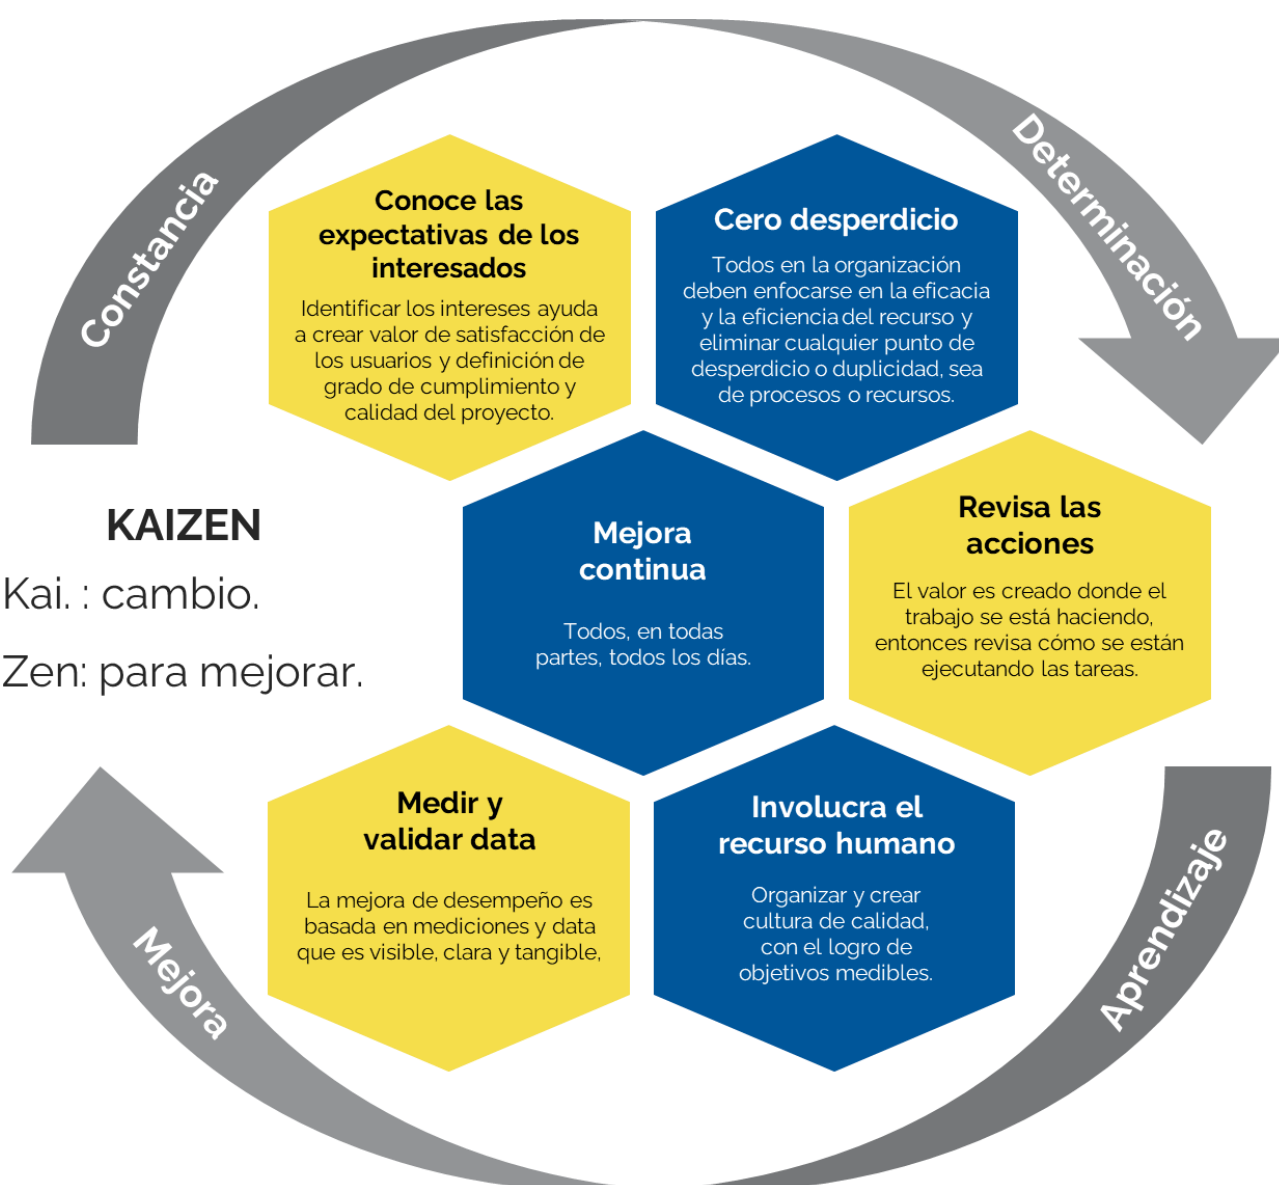 Constancia
Determinación
Conoce las
expectativas de los
interesados
Identificar los intereses ayuda
a crear valor de satisfacción de
los usuarios y definición de
grado de cumplimiento y
calidad del proyecto.
Cero desperdicio
Todos en la organización
deben enfocarse en la eficacia
y la eficiencia del recurso y
eliminar cualquier punto de
desperdicio o duplicidad, sea
de procesos o recursos.
KAIZEN
Kai. : cambio.
Zen: para mejorar.
Mejora
continua
Todos, en todas
partes, todos los días.
Revisa las
acciones
El valor es creado donde el
trabajo se está haciendo,
entonces revisa cómo se están
ejecutando las tareas.
Medir y
validar data
La mejora de desempeño es
basada en mediciones y data
que es visible, clara y tangible,
Involucra el
recurso humano
Organizar y crear
cultura de calidad,
con el logro de
objetivos medibles.
Mejora
Aprendizaje